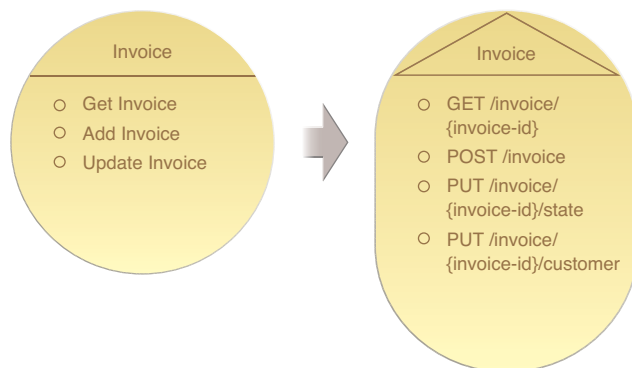 Invoice
Get Invoice
Add Invoice
Update Invoice
Invoice
GET /invoice/
{invoice-id}
POST /invoice
PUT /invoice/
{invoice-id}/state
PUT /invoice/
{invoice-id}/customer